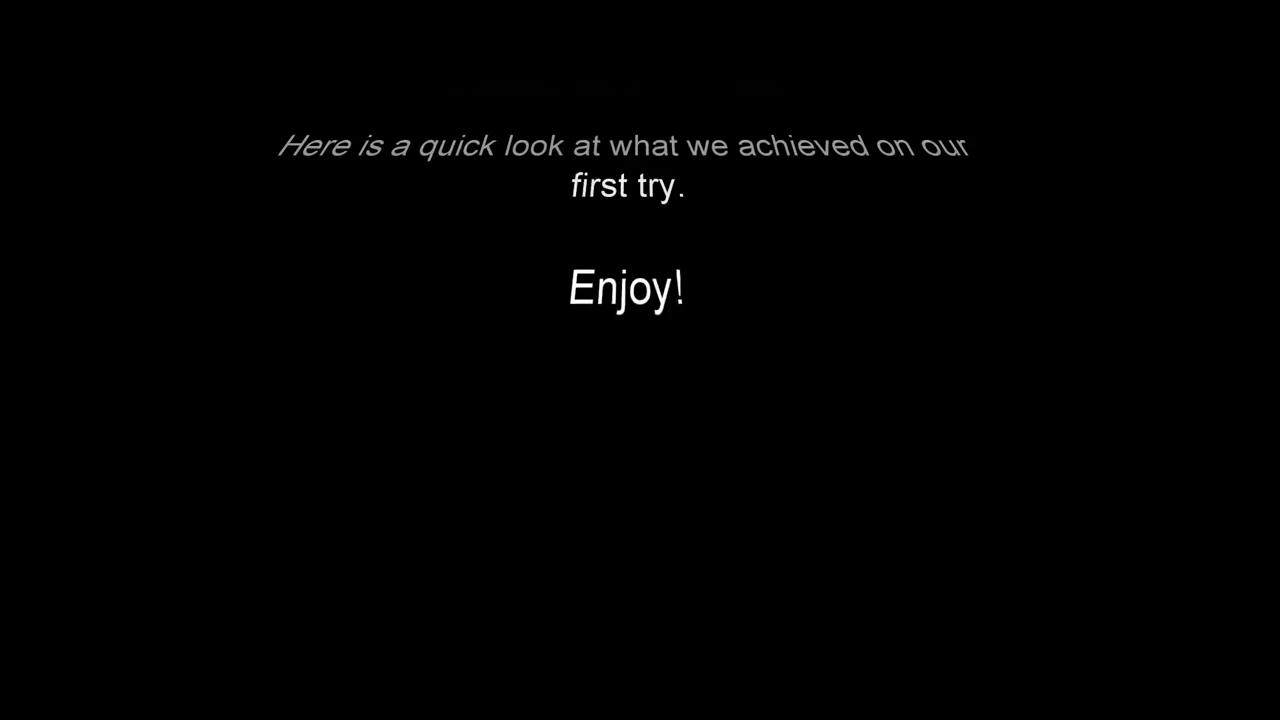 Here is a quick look at what we achieved on our
first try.
Enjoy!